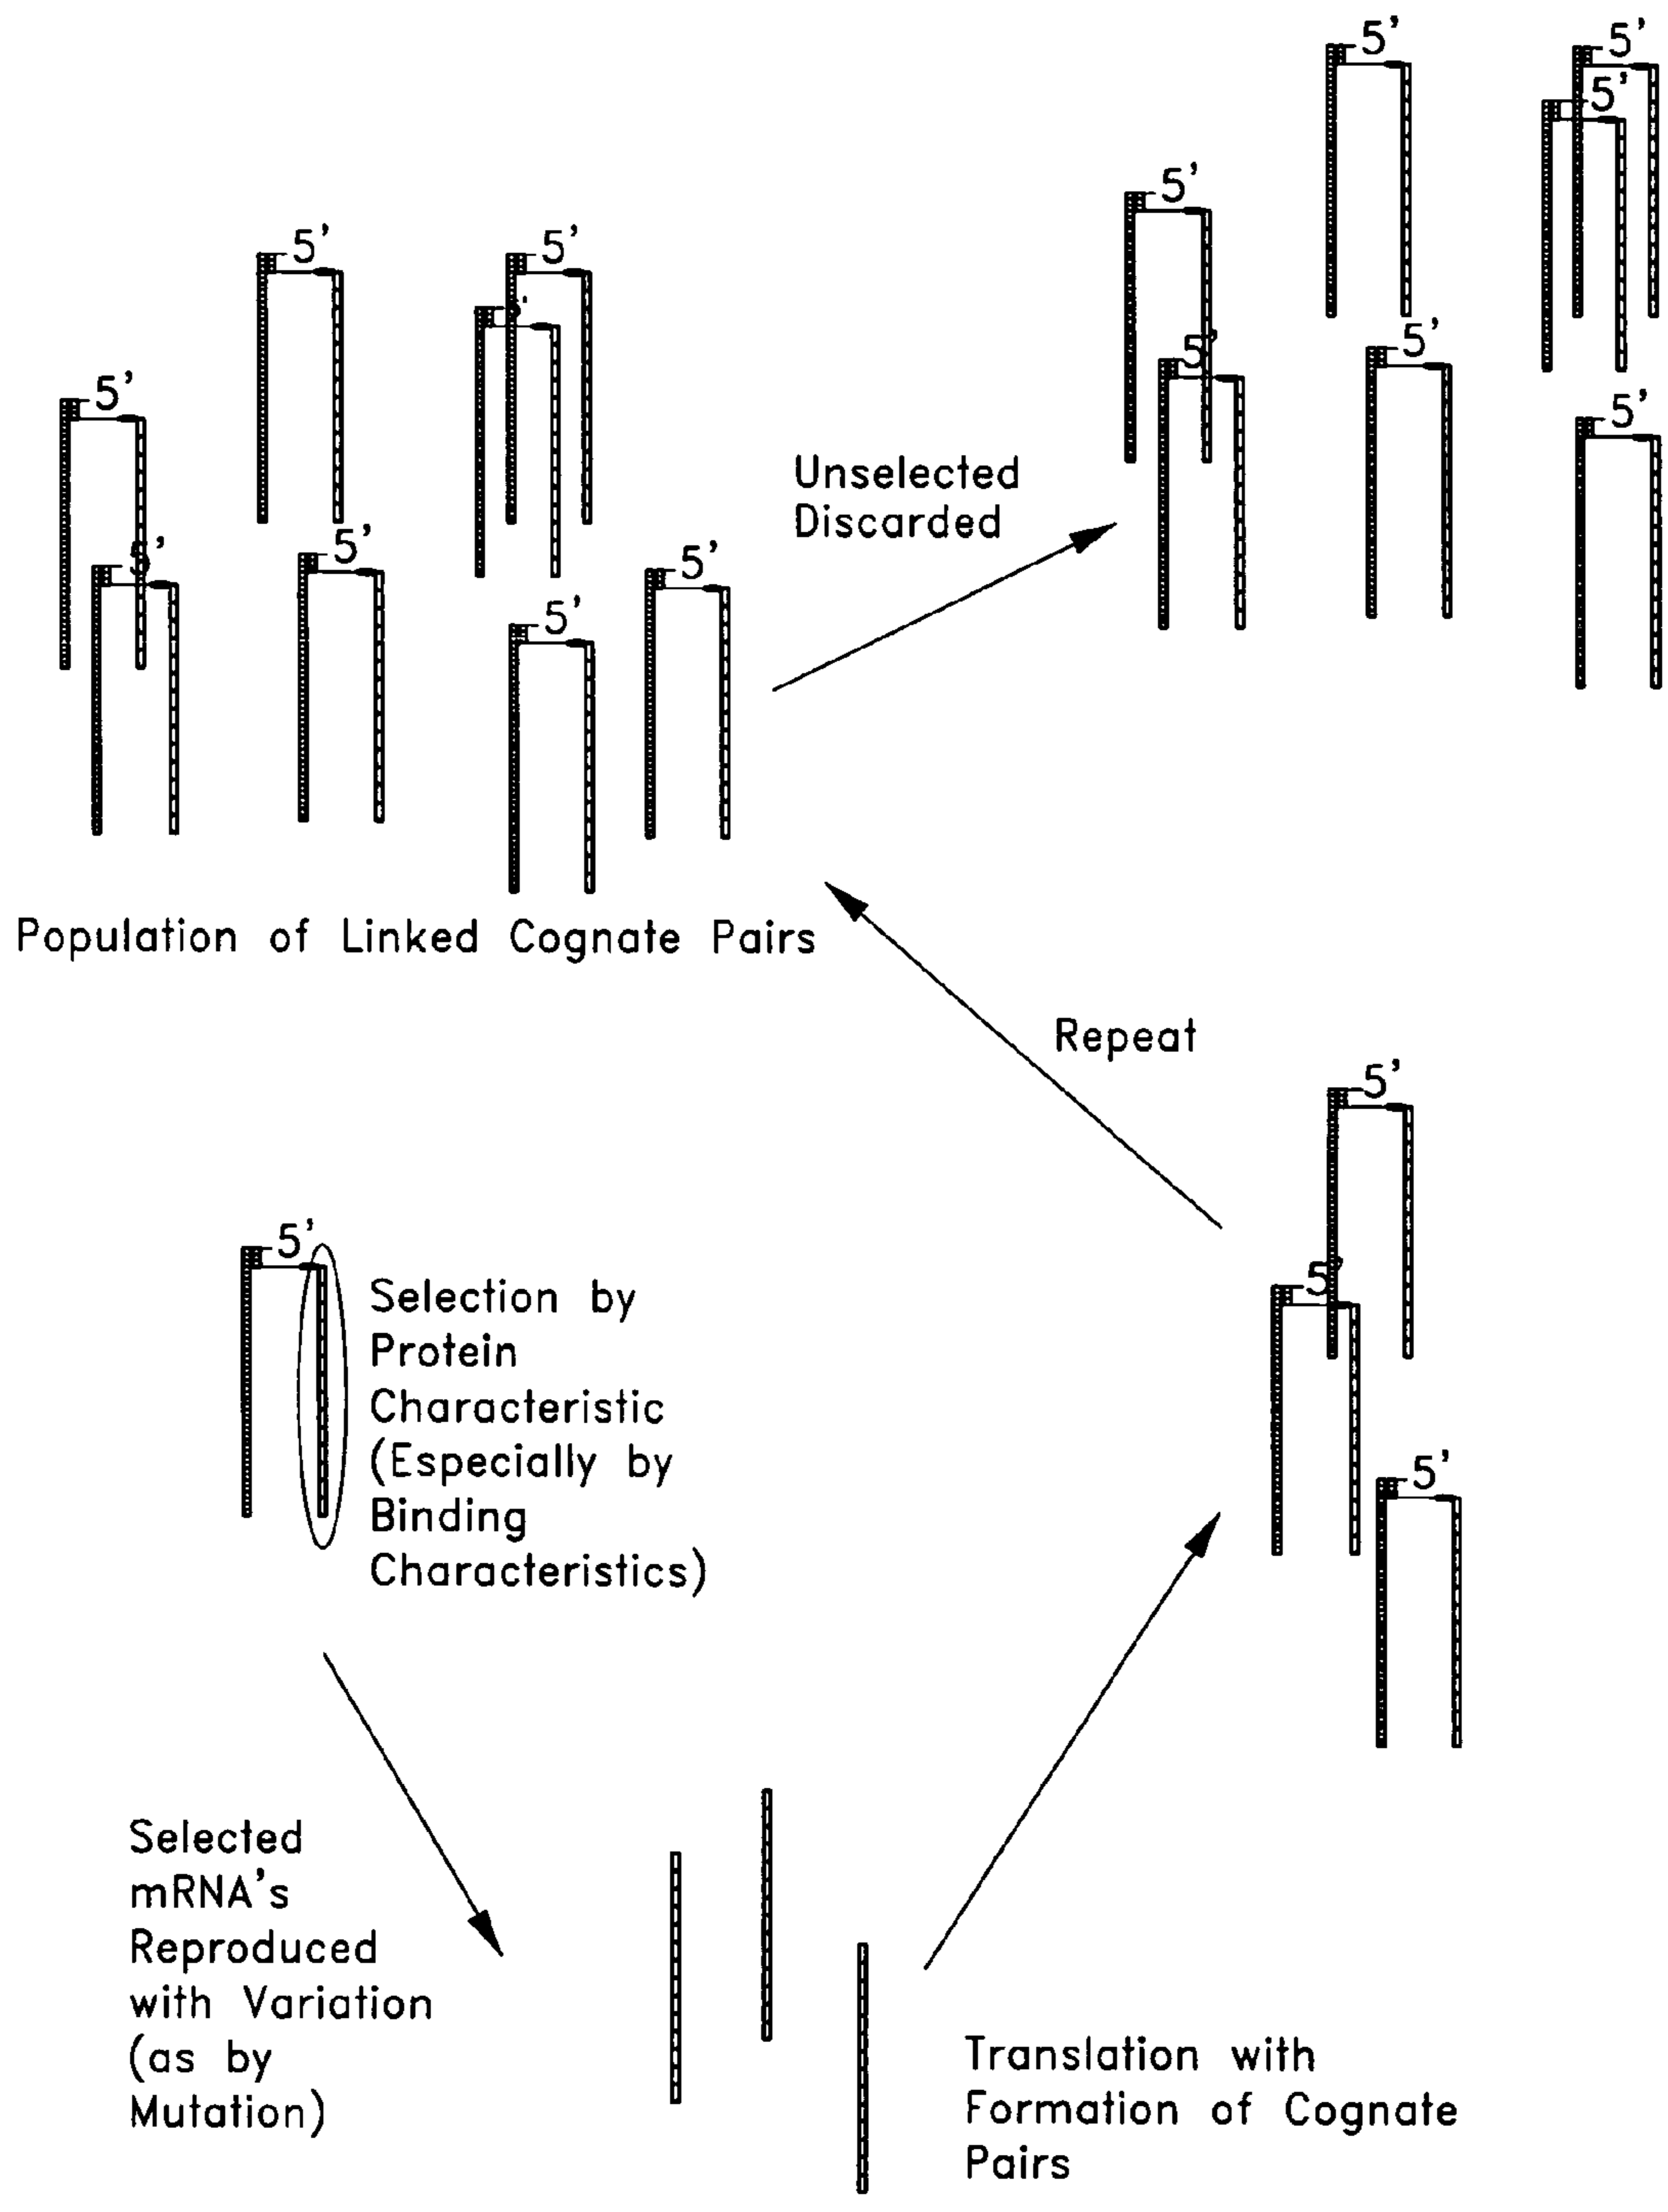 5'
5'
5'
5'
5'
5'
5'
5'
5'
5'
Unselected
Discarded
5'
5'
5'
Population of Linked Cognate Pairs
Repeat
5'
5'
5'
Selection by
Protein
Characteristic
(Especially by
Binding
Characteristics)
5'
Selected
mRNA's
Reproduced
with Variation
(as by
Mutation)
Translation with
Formation of Cognate
Pairs